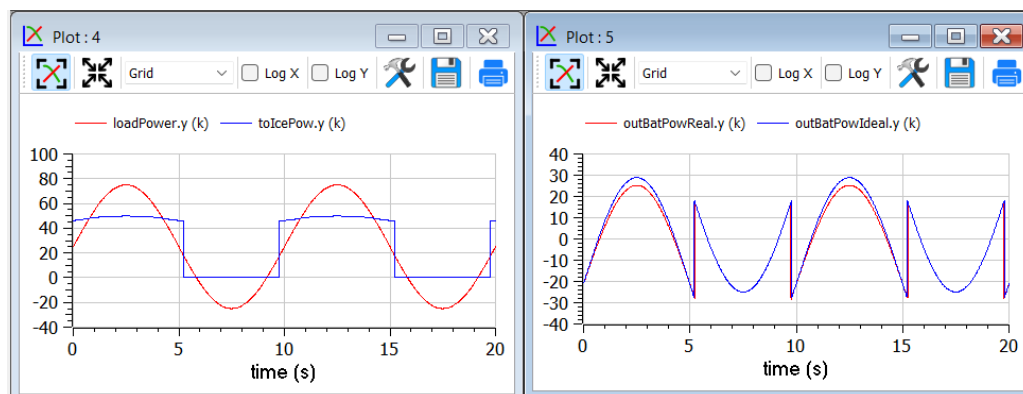 Plot : 4
Grid Log X Log Y
loadPower.y (k) toIcePow.y (k)
100
80
60
40
20
0
-20
-40
0 5 10 15 20
time (s)
Plot : 5
Grid Log X Log Y
outBatPowReal.y (k) outBatPowIdeal.y (k)
40
30
20
10
0
-10
-20
30
40
0 5 10 15 20
time (s)